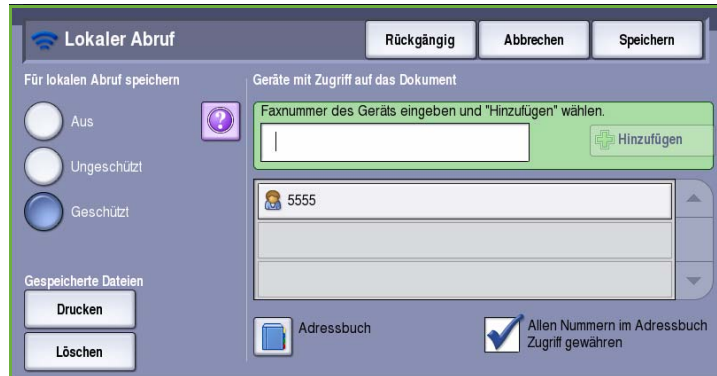 Lokaler Abruf
Rückgängig
Abbrechen
Speichern
Für lokalen Abruf speichern
Aus
Ungeschützt
Geschützt
Gespeicherte Dateien
Drucken
Löschen
Geräte mit Zugriff auf das Dokument
Faxnummer des Geräts eingeben und "Hinzufügen" wählen.
Hinzufügen
5555
Adressbuch
Allen Nummern im Adressbuch
Zugriff gewähren